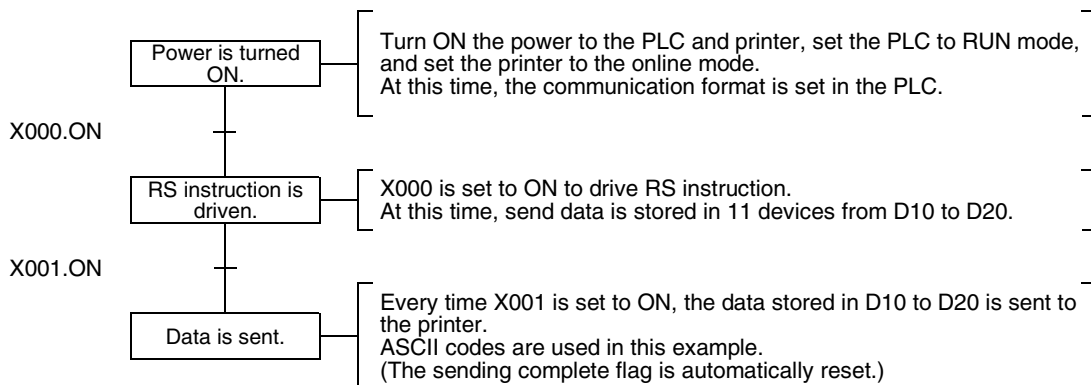 Power is turned
ON.
Turn ON the power to the PLC and printer, set the PLC to RUN mode,
and set the printer to the online mode.
At this time, the communication format is set in the PLC.
X000.ON
RS instruction is
driven.
X000 is set to ON to drive RS instruction.
At this time, send data is stored in 11 devices from D10 to D20.
X001.ON
Data is sent.
Every time X001 is set to ON, the data stored in D10 to D20 is sent to
the printer.
ASCII codes are used in this example.
(The sending complete flag is automatically reset.)